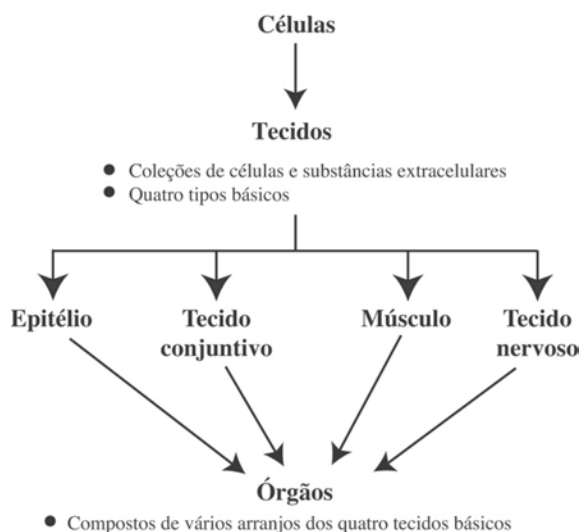 Células
Tecidos
● Coleções de células e substâncias extracelulares
● Quatro tipos básicos
Epitélio
Tecido
conjuntivo
Músculo
Tecido
nervoso
Órgãos
● Compostos de vários arranjos dos quatro tecidos básicos